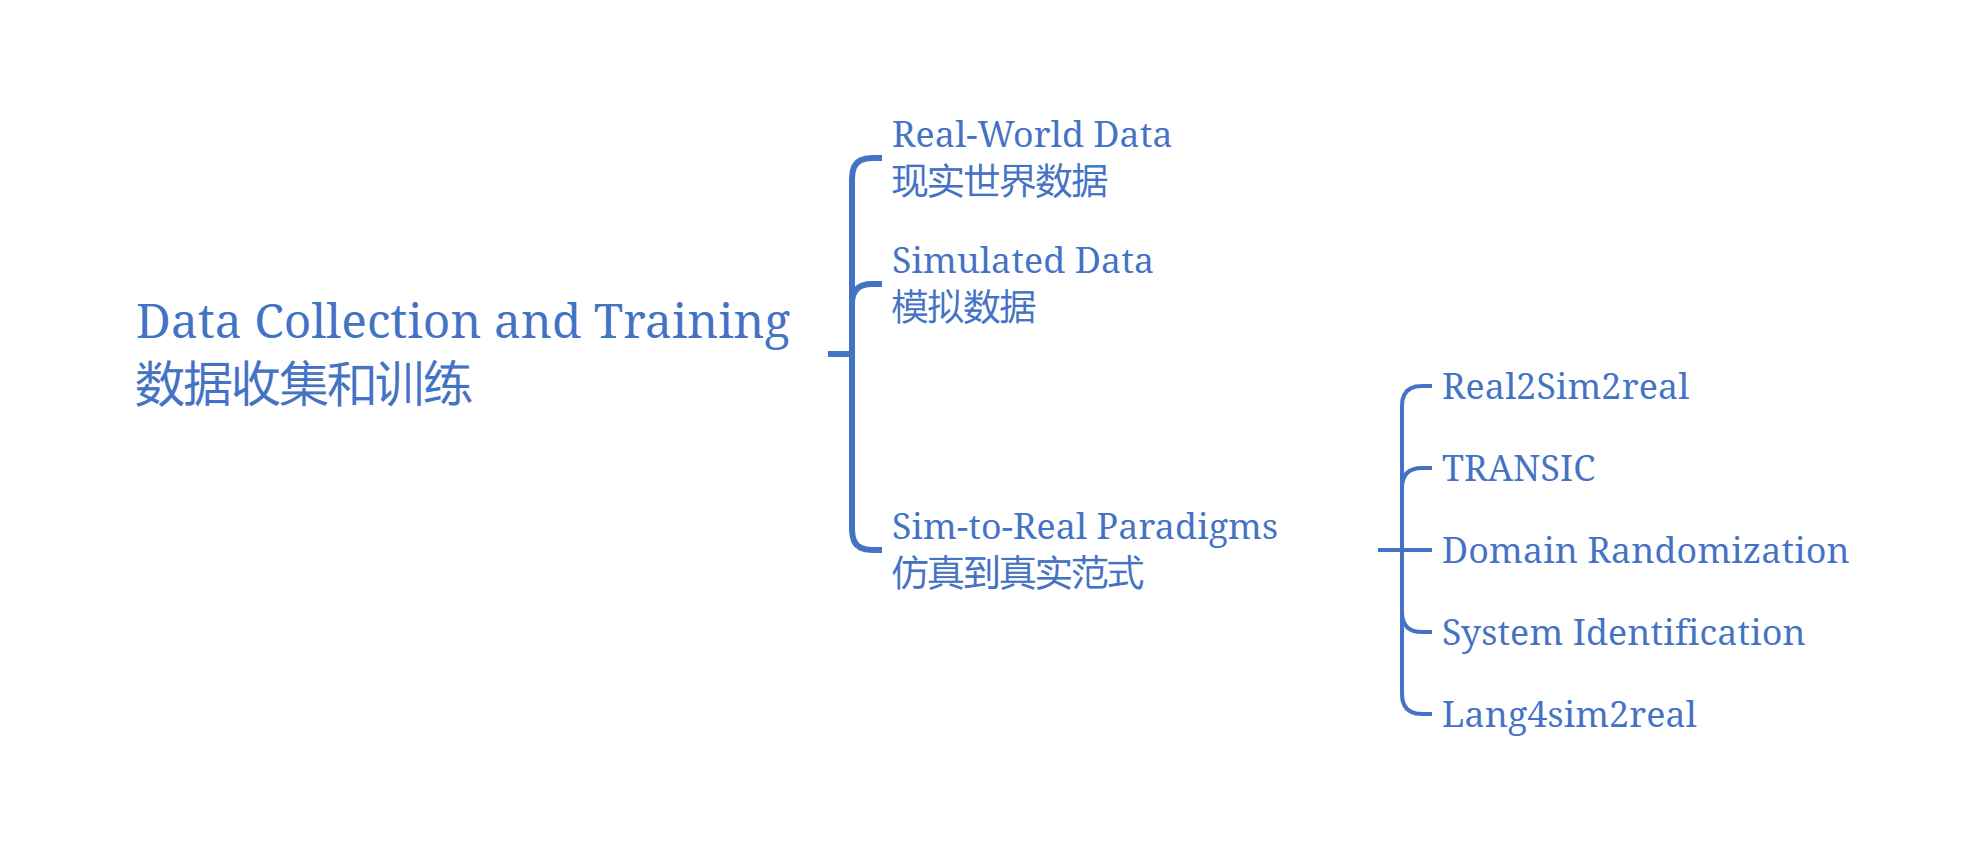 Data Collection and Training
数据收集和训练
Real-World Data
现实世界数据
Simulated Data
模拟数据
Sim-to-Real Paradigms
仿真到真实范式
Real2Sim2real
TRANSIC
Domain Randomization
System Identification
Lang4sim2real